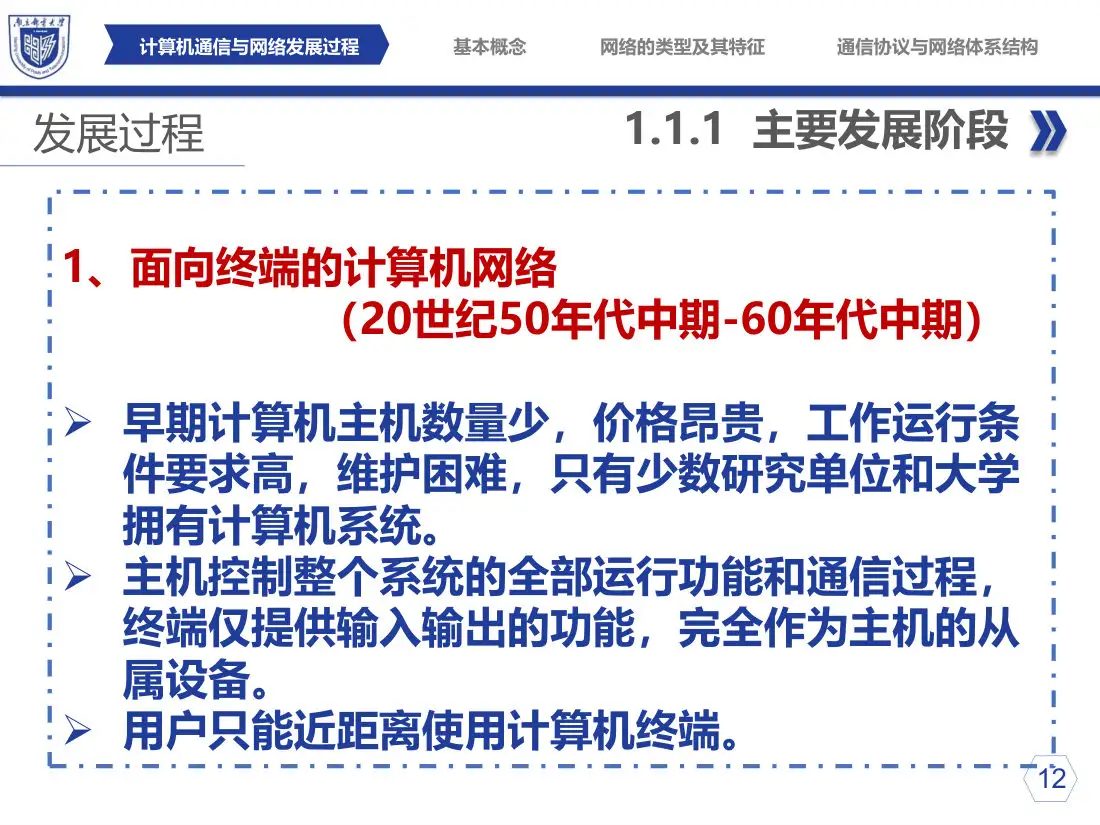 南京邮电大学
计算机通信与网络发展过程
基本概念
网络的类型及其特征
通信协议与网络体系结构
发展过程
1.1.1 主要发展阶段
1、面向终端的计算机网络
（20世纪50年代中期-60年代中期）
早期计算机主机数量少，价格昂贵，工作运行条
件要求高，维护困难，只有少数研究单位和大学
拥有计算机系统。
主机控制整个系统的全部运行功能和通信过程，
终端仅提供输入输出的功能，完全作为主机的从
属设备。
用户只能近距离使用计算机终端。
12